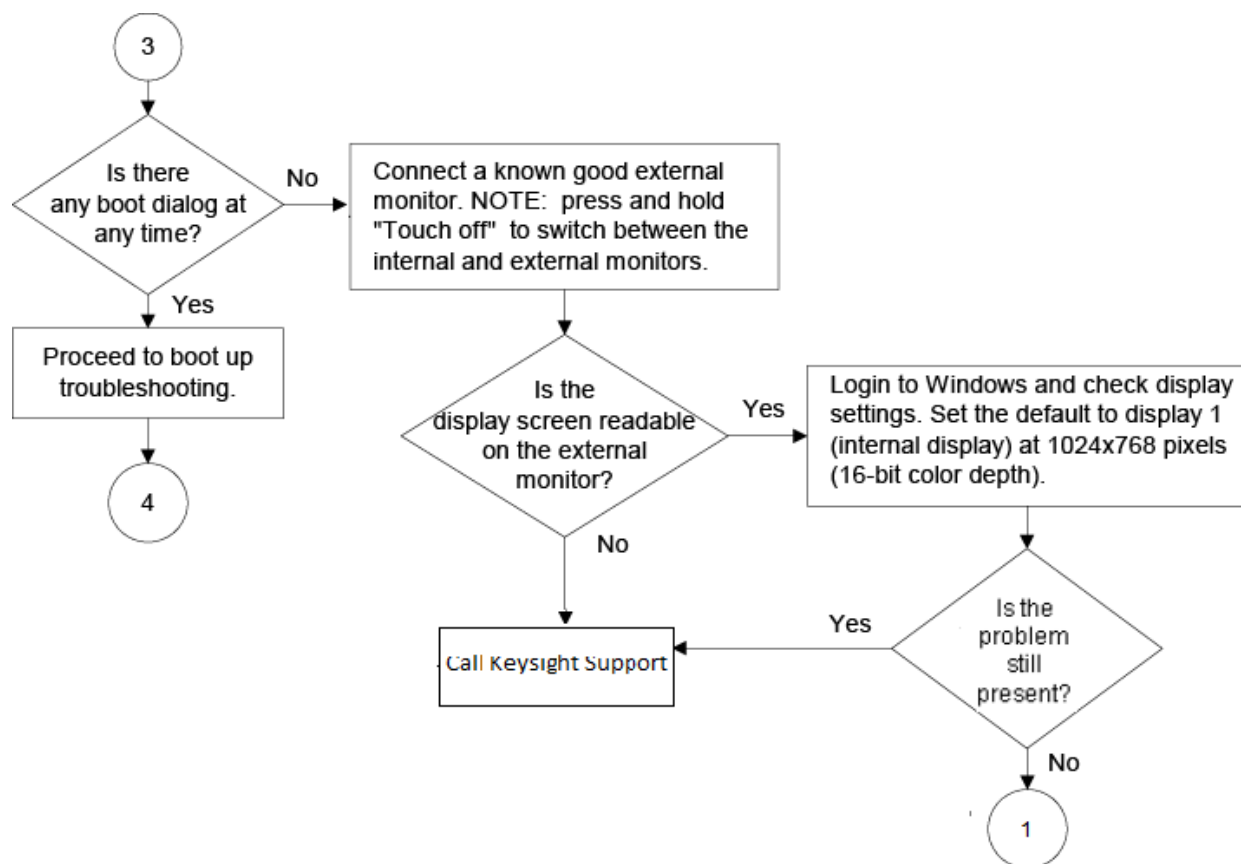 3
Is there
any boot dialog at
any time?
No
Connect a known good external
monitor. NOTE:  press and hold
"Touch off"  to switch between the
internal and external monitors.
Yes
Proceed to boot up
troubleshooting.
4
Is the
display screen readable
on the external
monitor?
Yes
Login to Windows and check display
settings. Set the default to display 1
(internal display) at 1024x768 pixels
(16-bit color depth).
No
Call Keysight Support
Yes
Is the
problem
still
present?
No
1